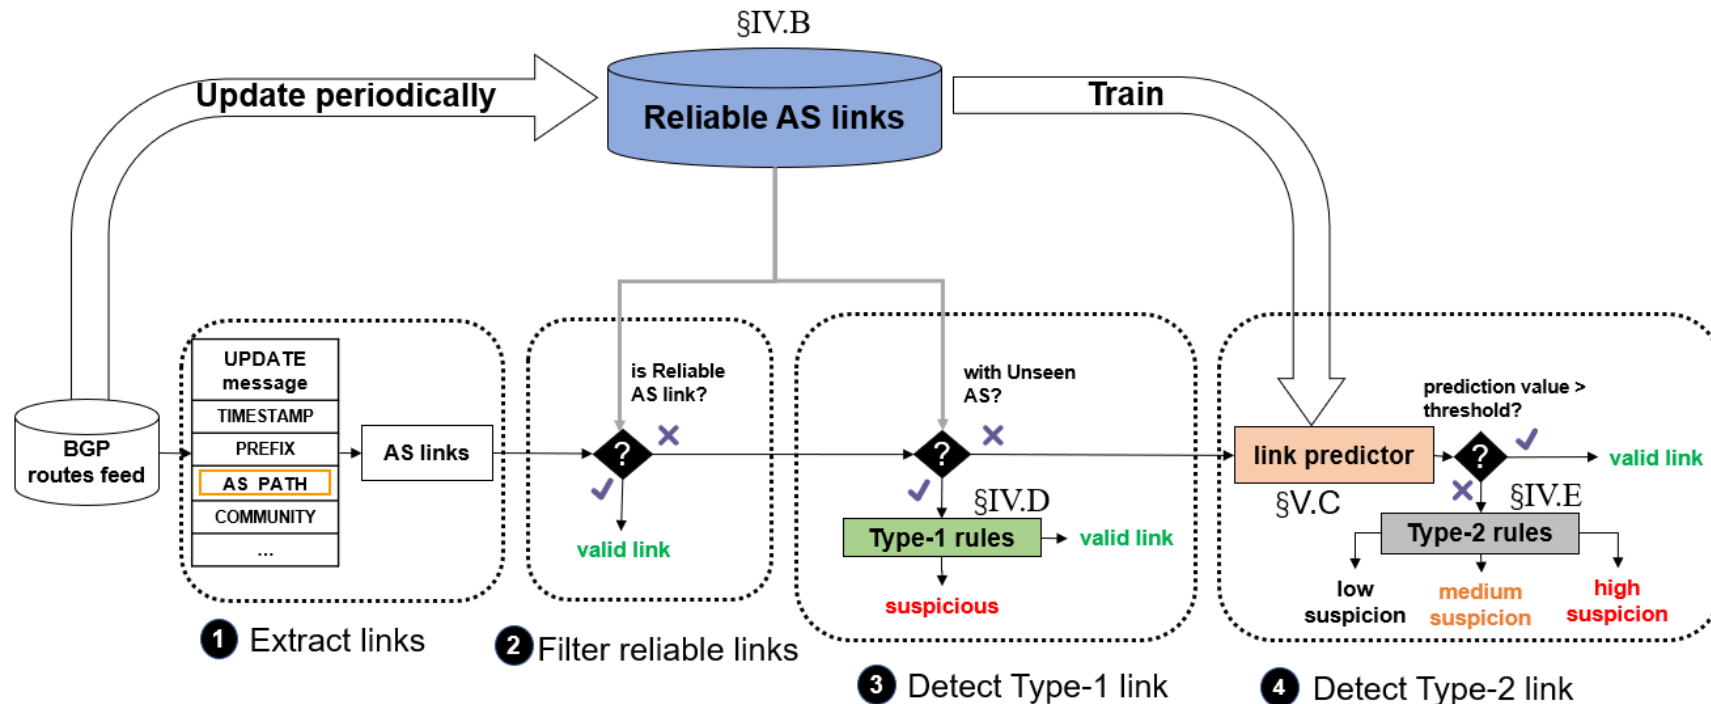 §IV.B
Update periodically
Reliable AS links
Train
UPDATE
message
TIMESTAMP
PREFIX
AS_PATH
COMMUNITY
...
BGP
routes feed
AS links
1 Extract links
is Reliable
AS link?
?
valid link
2 Filter reliable links
with Unseen
AS?
?
§IV.D
Type-1 rules
valid link
suspicious
3 Detect Type-1 link
prediction value >
threshold?
link predictor
?
valid link
§V.C
§IV.E
Type-2 rules
low
suspicion
medium
suspicion
high
suspicion
4 Detect Type-2 link